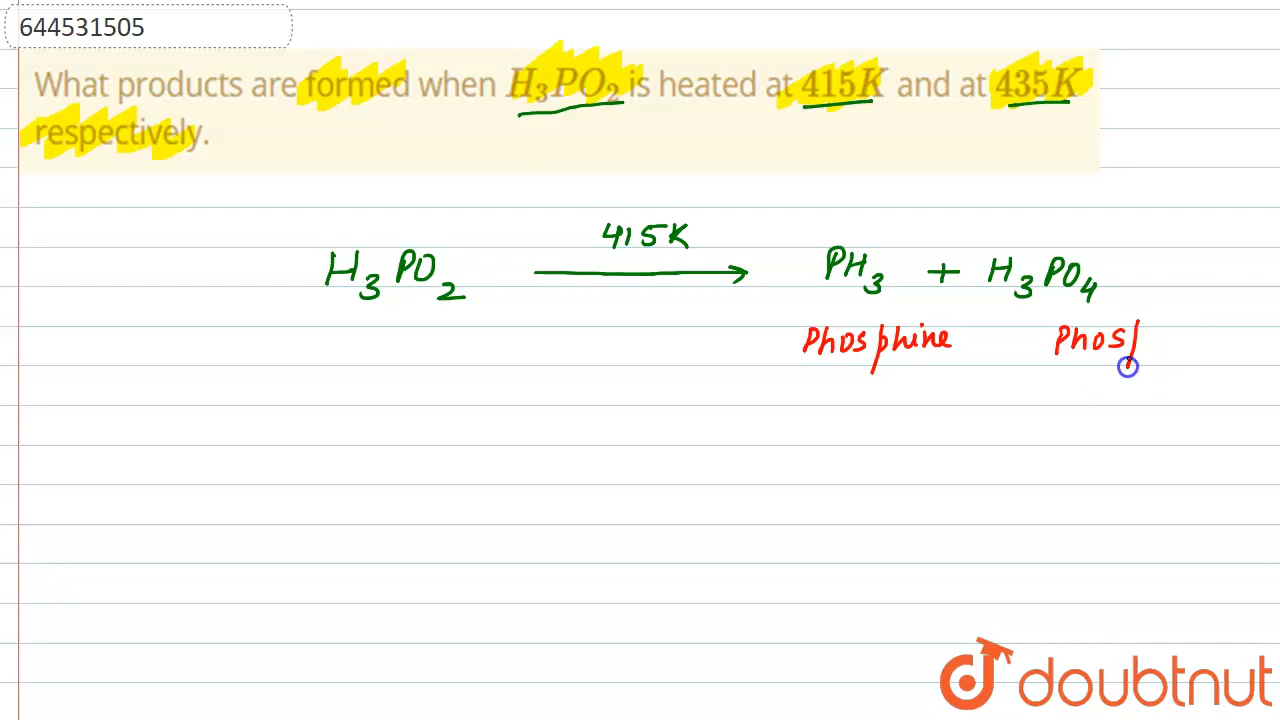 644531505
What products are formed when H₃PO₂ is heated at 415K and at 435K
respectively.
415K
H₃PO₂ → PH₃ + H₃PO₄
Phosphine Phosp
doubtnut